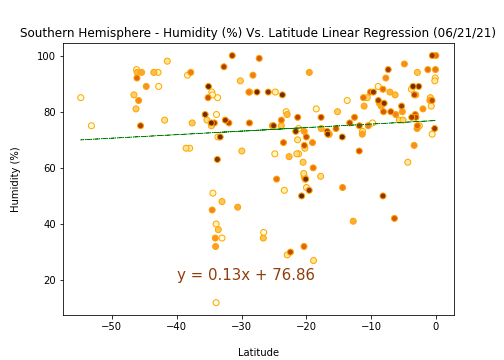 Southern Hemisphere - Humidity (%) Vs. Latitude Linear Regression (06/21/21)
Humidity (%)
100
80
60
40
20
y = 0.13x + 76.86
−50
−40
−30
−20
−10
0
Latitude